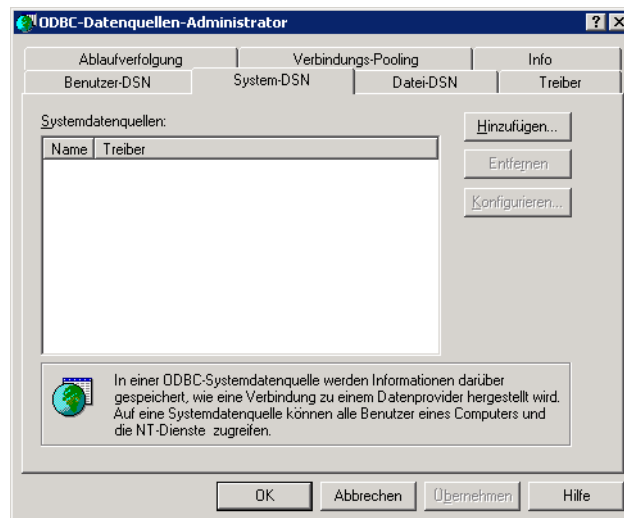 ODBC-Datenquellen-Administrator
Ablaufverfolgung Verbindungs-Pooling Info
Benutzer-DSN System-DSN Datei-DSN Treiber
Systemdatenquellen:
Name Treiber
Hinzufügen...
Entfernen
Konfigurieren...
In einer ODBC-Systemdatenquelle werden Informationen darüber
gespeichert, wie eine Verbindung zu einem Datenprovider hergestellt wird.
Auf eine Systemdatenquelle können alle Benutzer eines Computers und
die NT-Dienste zugreifen.
OK Abbrechen Übernehmen Hilfe